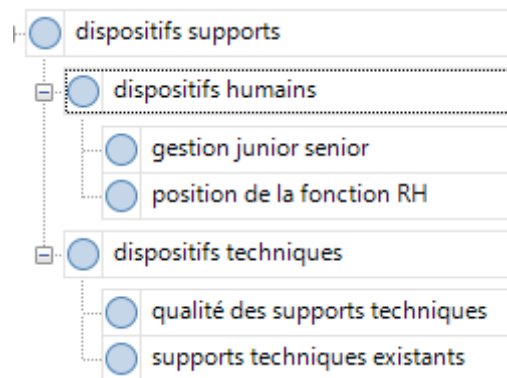 dispositifs supports
dispositifs humains
gestion junior senior
position de la fonction RH
dispositifs techniques
qualité des supports techniques
supports techniques existants